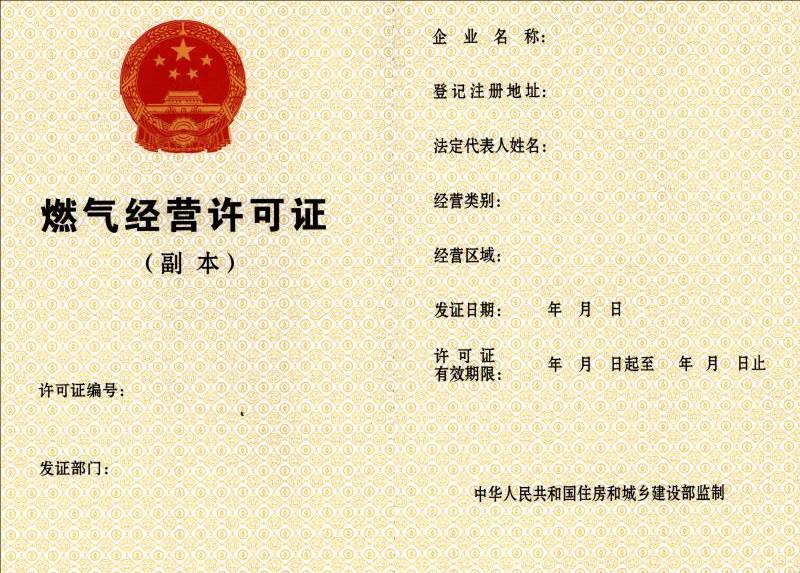 燃气经营许可证
（副 本）
许可证编号：
发证部门：
企 业 名 称：
登记注册地址：
法定代表人姓名：
经营类别：
经营区域：
发证日期： 年 月 日
许 可 证
有效期限： 年 月 日起至 年 月 日止
中华人民共和国住房和城乡建设部监制